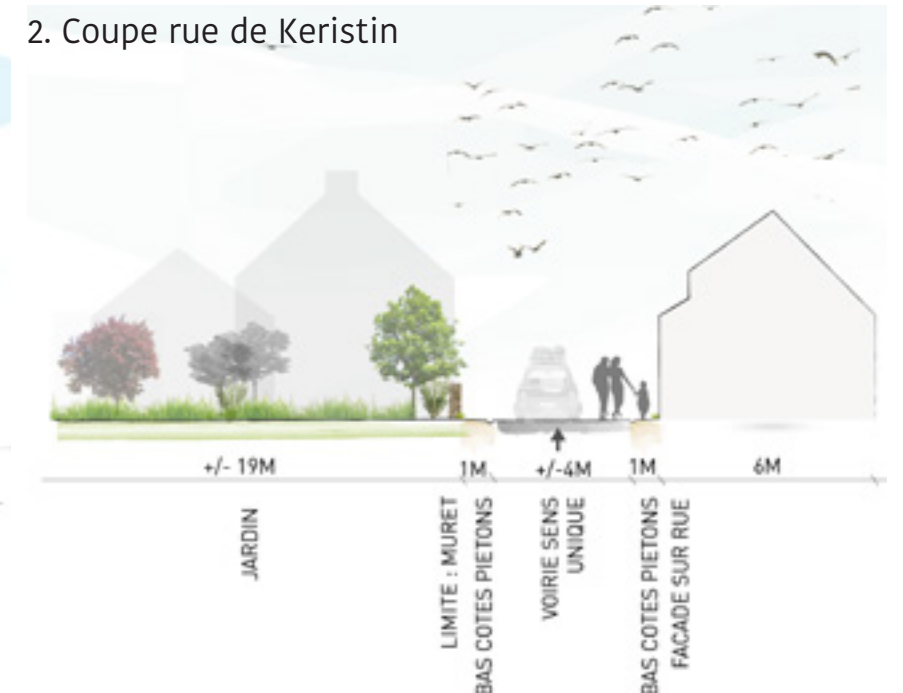 2. Coupe rue de Keristin
+/- 19M
1M
+/-4M
1M
6M
JARDIN
LIMITE : MURET
BAS COTES PIETONS
VOIRIE SENS
UNIQUE
BAS COTES PIETONS
FACADE SUR RUE